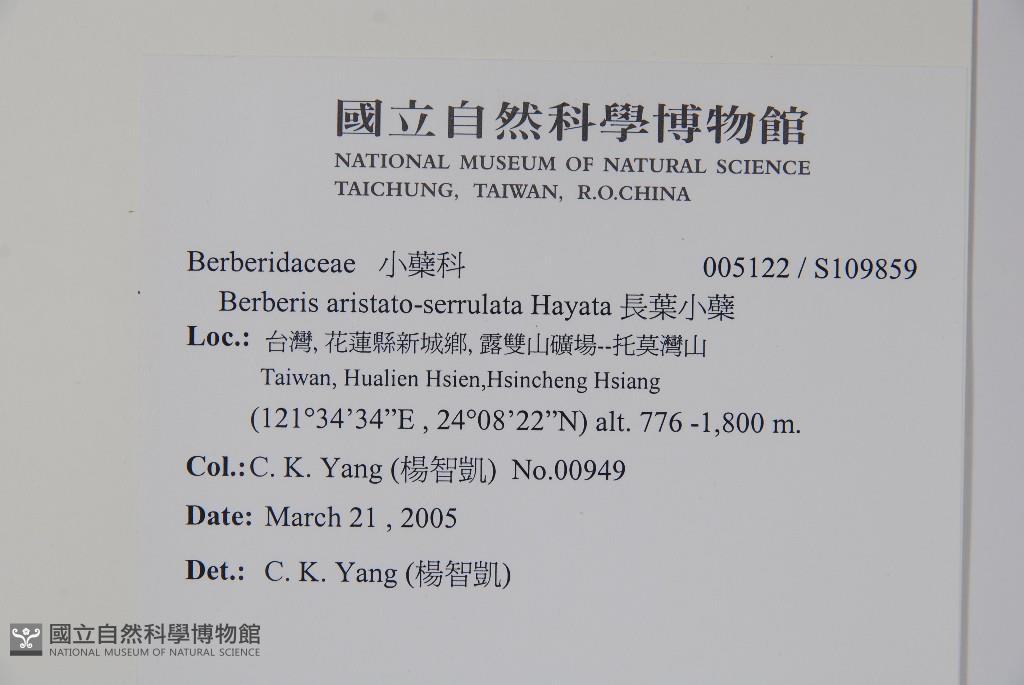 國立自然科學博物館
NATIONAL MUSEUM OF NATURAL SCIENCE
TAICHUNG, TAIWAN, R.O.CHINA
Berberidaceae 小蘗科 005122 / S109859
Berberis aristato-serrulata Hayata 長葉小蘗
Loc.: 台灣, 花蓮縣新城鄉, 露雙山礦場--托莫灣山
Taiwan, Hualien Hsien,Hsincheng Hsiang
(121°34’34”E , 24°08’22”N) alt. 776 -1,800 m.
Col.: C. K. Yang (楊智凱) No.00949
Date: March 21 , 2005
Det.: C. K. Yang (楊智凱)
國立自然科學博物館
NATIONAL MUSEUM OF NATURAL SCIENCE